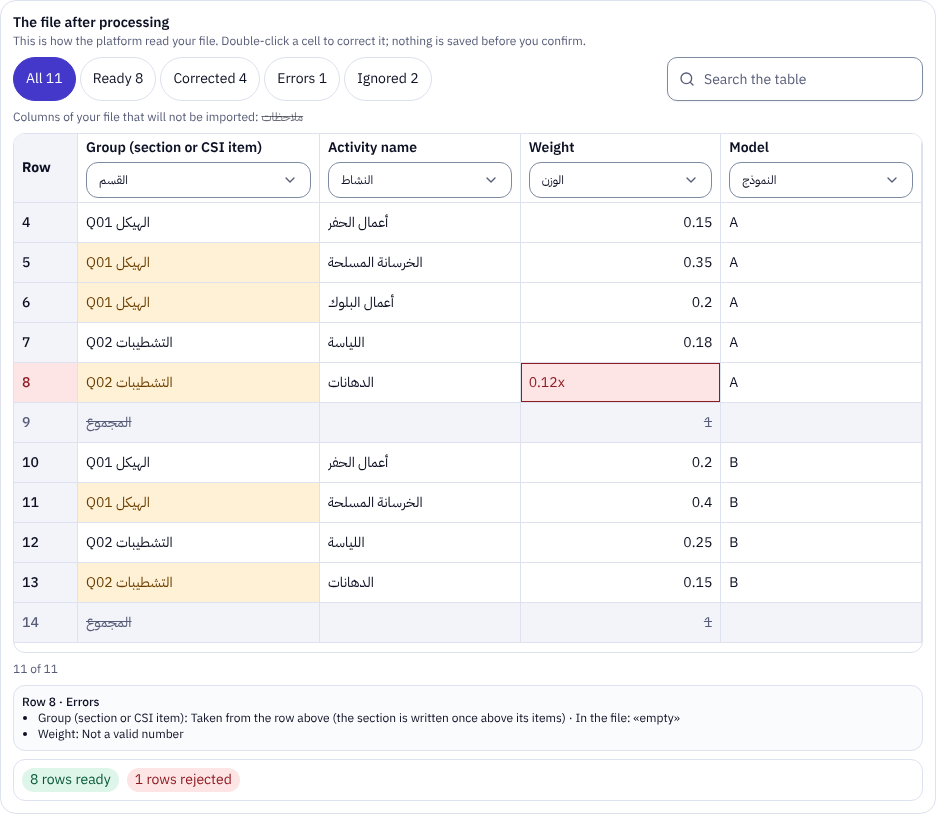 The file after processing
This is how the platform read your file. Double-click a cell to correct it; nothing is saved before you confirm.
All 11 Ready 8 Corrected 4 Errors 1 Ignored 2 Search the table
Columns of your file that will not be imported: ملاحظات
Row Group (section or CSI item) Activity name Weight Model
القسم النشاط الوزن النموذج
4 Q01 الهيكل أعمال الحفر 0.15 A
5 Q01 الهيكل الخرسانة المسلحة 0.35 A
6 Q01 الهيكل أعمال البلوك 0.2 A
7 Q02 التشطيبات اللياسة 0.18 A
8 Q02 التشطيبات الدهانات 0.12x A
9 المجموع 1
10 Q01 الهيكل أعمال الحفر 0.2 B
11 Q01 الهيكل الخرسانة المسلحة 0.4 B
12 Q02 التشطيبات اللياسة 0.25 B
13 Q02 التشطيبات الدهانات 0.15 B
14 المجموع 1
11 of 11
Row 8 · Errors
• Group (section or CSI item): Taken from the row above (the section is written once above its items) · In the file: «empty»
• Weight: Not a valid number
8 rows ready 1 rows rejected